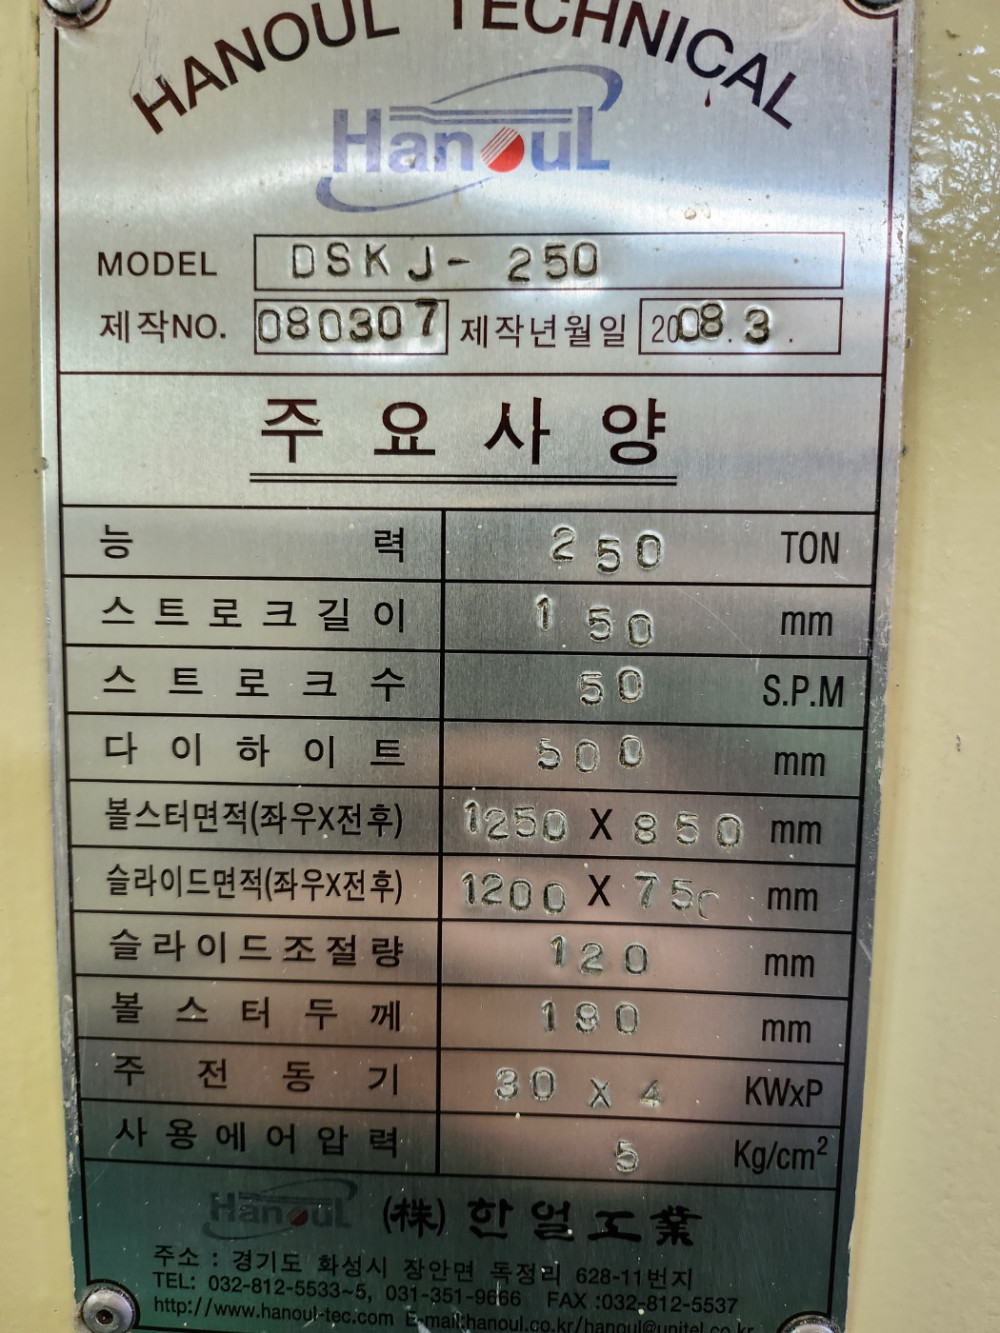 HANOUL TECHNICAL
HanouL
MODEL DSKJ- 250
제작NO. 080307 제작년월일 2008.3.
주요사양
능력 250 TON
스트로크길이 150 mm
스트로크수 50 S.P.M
다이하이트 500 mm
볼스터면적(좌우X전후) 1250 X 850 mm
슬라이드면적(좌우X전후) 1200 X 750 mm
슬라이드조절량 120 mm
볼스터두께 mm
주전동기 30 X 4 KWxP
사용에어압력 5 Kg/cm²
HanouL (株) 한얼工業
주소 : 경기도 화성시 장안면 독정리 628-11번지
TEL: 032-812-5533~5, 031-351-9666 FAX :032-812-5537
http://www.hanoul-tec.com E-mail:hanoul.co.kr/hanoul@unitel.co.kr